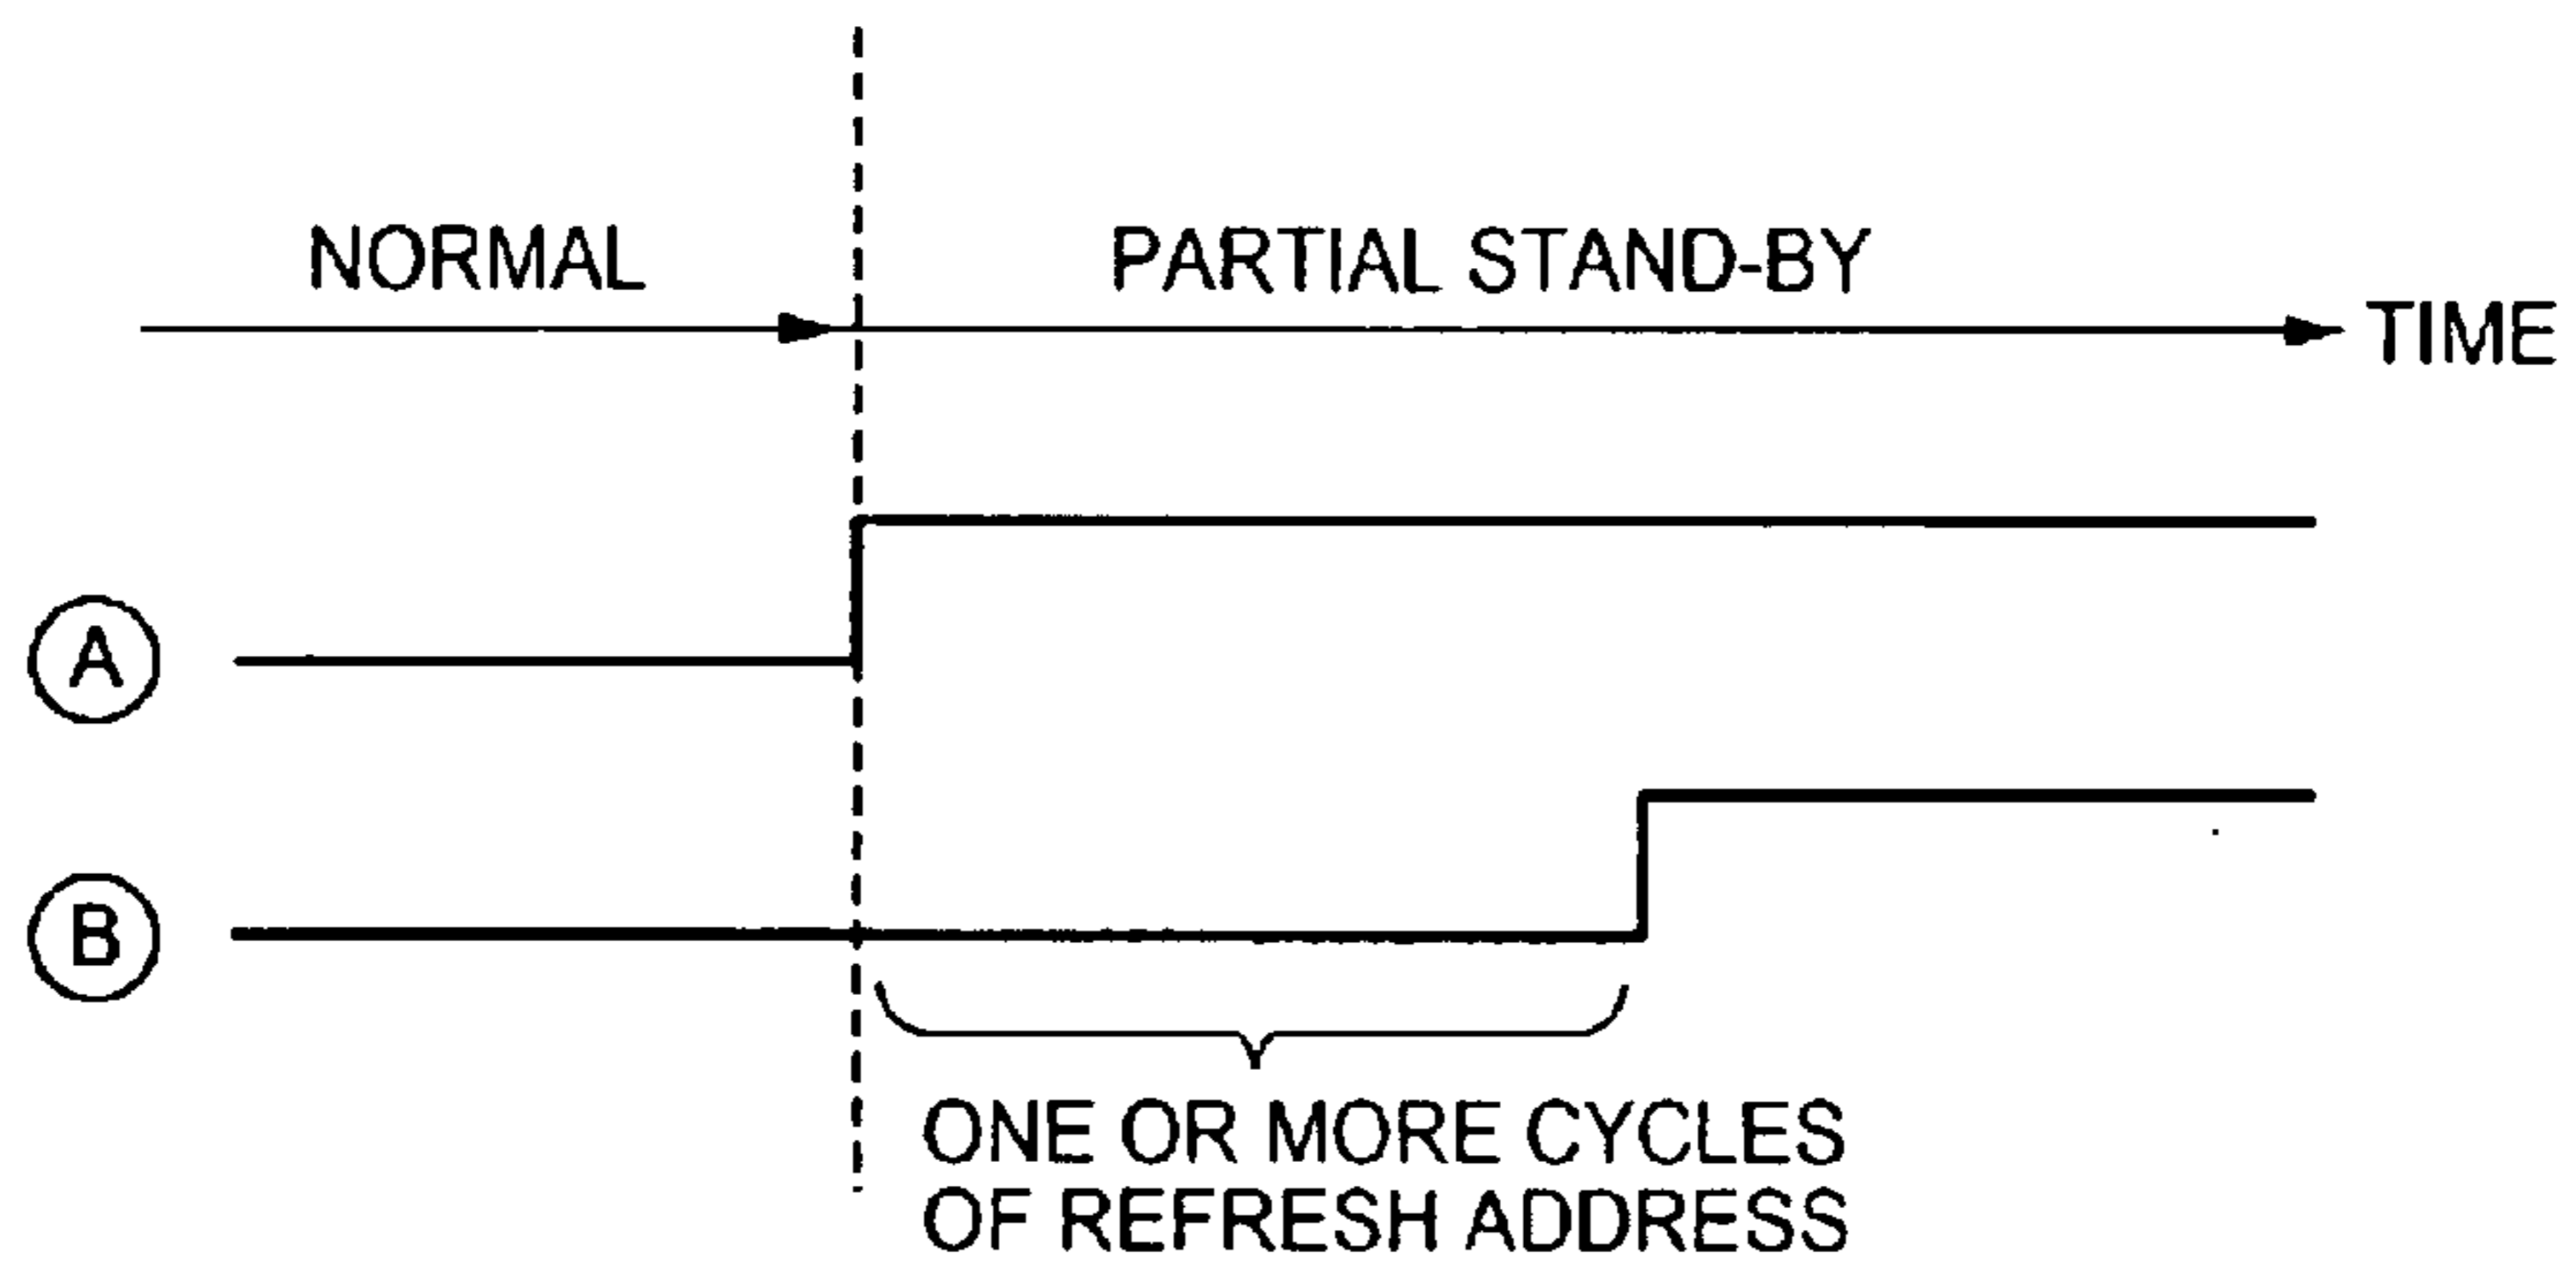 NORMAL
PARTIAL STAND-BY
TIME
A
B
ONE OR MORE CYCLES
OF REFRESH ADDRESS